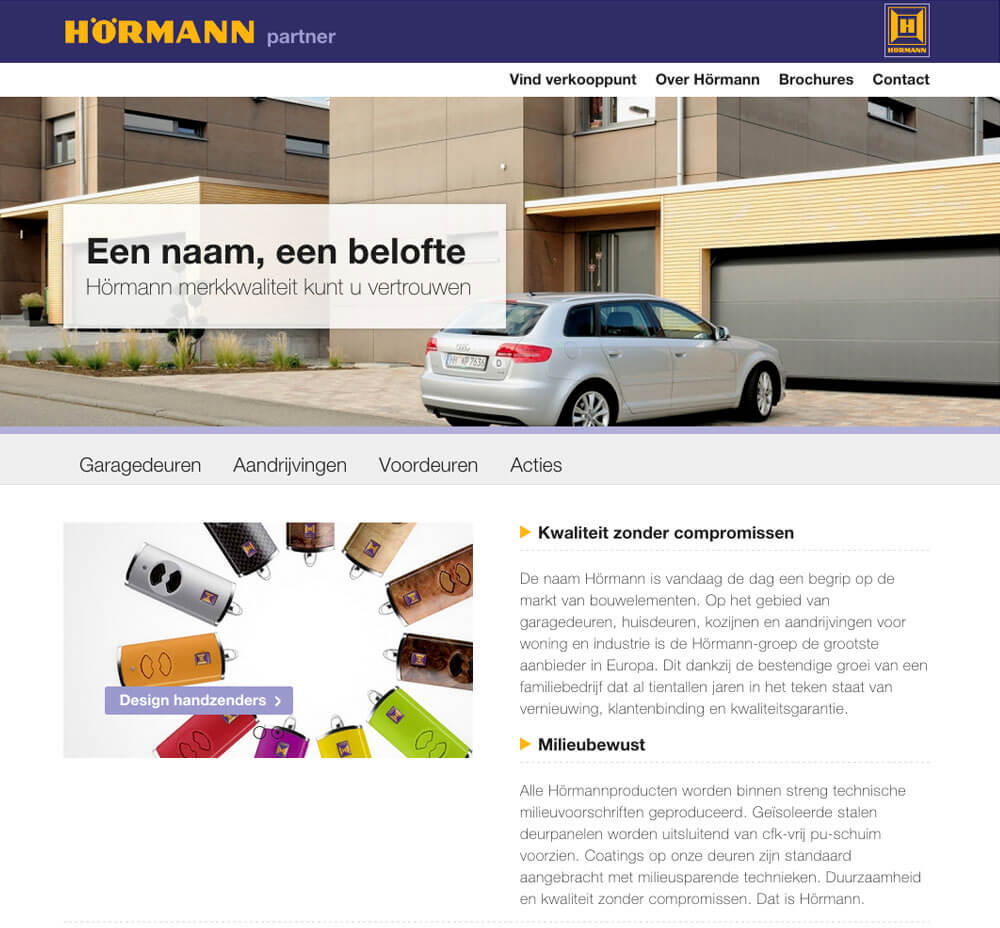 HÖRMANN partner
H
HÖRMANN
Vind verkooppunt Over Hörmann Brochures Contact
Een naam, een belofte
Hörmann merkkwaliteit kunt u vertrouwen
Garagedeuren Aandrijvingen Voordeuren Acties
Design handzenders
Kwaliteit zonder compromissen
De naam Hörmann is vandaag de dag een begrip op de
markt van bouwelementen. Op het gebied van
garagedeuren, huisdeuren, kozijnen en aandrijvingen voor
woning en industrie is de Hörmann-groep de grootste
aanbieder in Europa. Dit dankzij de bestendige groei van een
familiebedrijf dat al tientallen jaren in het teken staat van
vernieuwing, klantenbinding en kwaliteitsgarantie.
Milieubewust
Alle Hörmannproducten worden binnen streng technische
milieuvoorschriften geproduceerd. Geïsoleerde stalen
deurpanelen worden uitsluitend van cfk-vrij pu-schuim
voorzien. Coatings op onze deuren zijn standaard
aangebracht met milieusparende technieken. Duurzaamheid
en kwaliteit zonder compromissen. Dat is Hörmann.